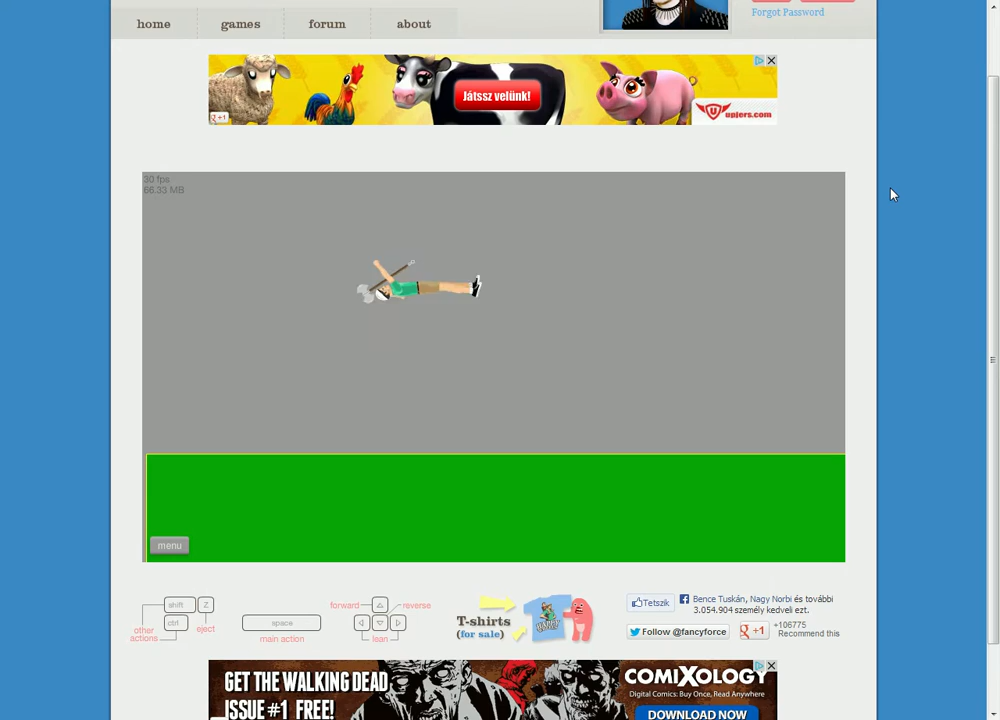 home games forum about
Forgot Password
Játssz velünk!
g +1
upjers.com
30 fps
66.33 MB
menu
shift Z
ctrl
other
actions
eject
space
main action
forward
reverse
lean
T-shirts
(for sale)
Tetszik
Bence Tuskán, Nagy Norbi és további
3.054.904 személy kedveli ezt.
Follow @fancyforce
g +1
+106775
Recommend this
GET THE WALKING DEAD
ISSUE #1 FREE!
COMIXOLOGY
Digital Comics: Buy Once, Read Anywhere
DOWNLOAD NOW